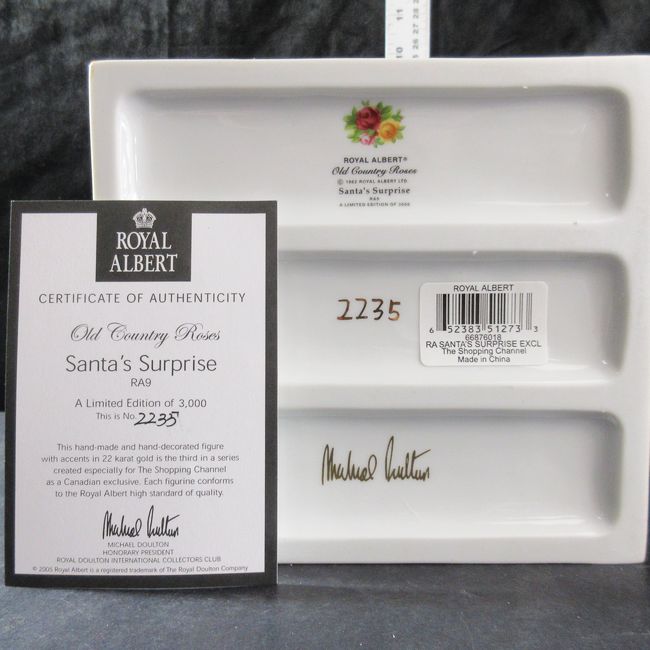 ROYAL
ALBERT
CERTIFICATE OF AUTHENTICITY
Old Country Roses
Santa's Surprise
RA9
A Limited Edition of 3,000
This is No. 2235
This hand-made and hand-decorated figure
with accents in 22 karat gold is the third in a series
created especially for The Shopping Channel
as a Canadian exclusive. Each figurine conforms
to the Royal Albert high standard of quality.
Michael Doulton
MICHAEL DOULTON
HONORARY PRESIDENT
ROYAL DOULTON INTERNATIONAL COLLECTORS CLUB
© 2005 Royal Albert is a registered trademark of The Royal Doulton Company
ROYAL ALBERT®
Old Country Roses
© 1962 ROYAL ALBERT LTD
Santa's Surprise
RA9
A LIMITED EDITION OF 3000
2235
ROYAL ALBERT
6 52383 51273 3
66876018
RA SANTA'S SURPRISE EXCL
The Shopping Channel
Made in China
Michael Doulton
10 11
26 27 28